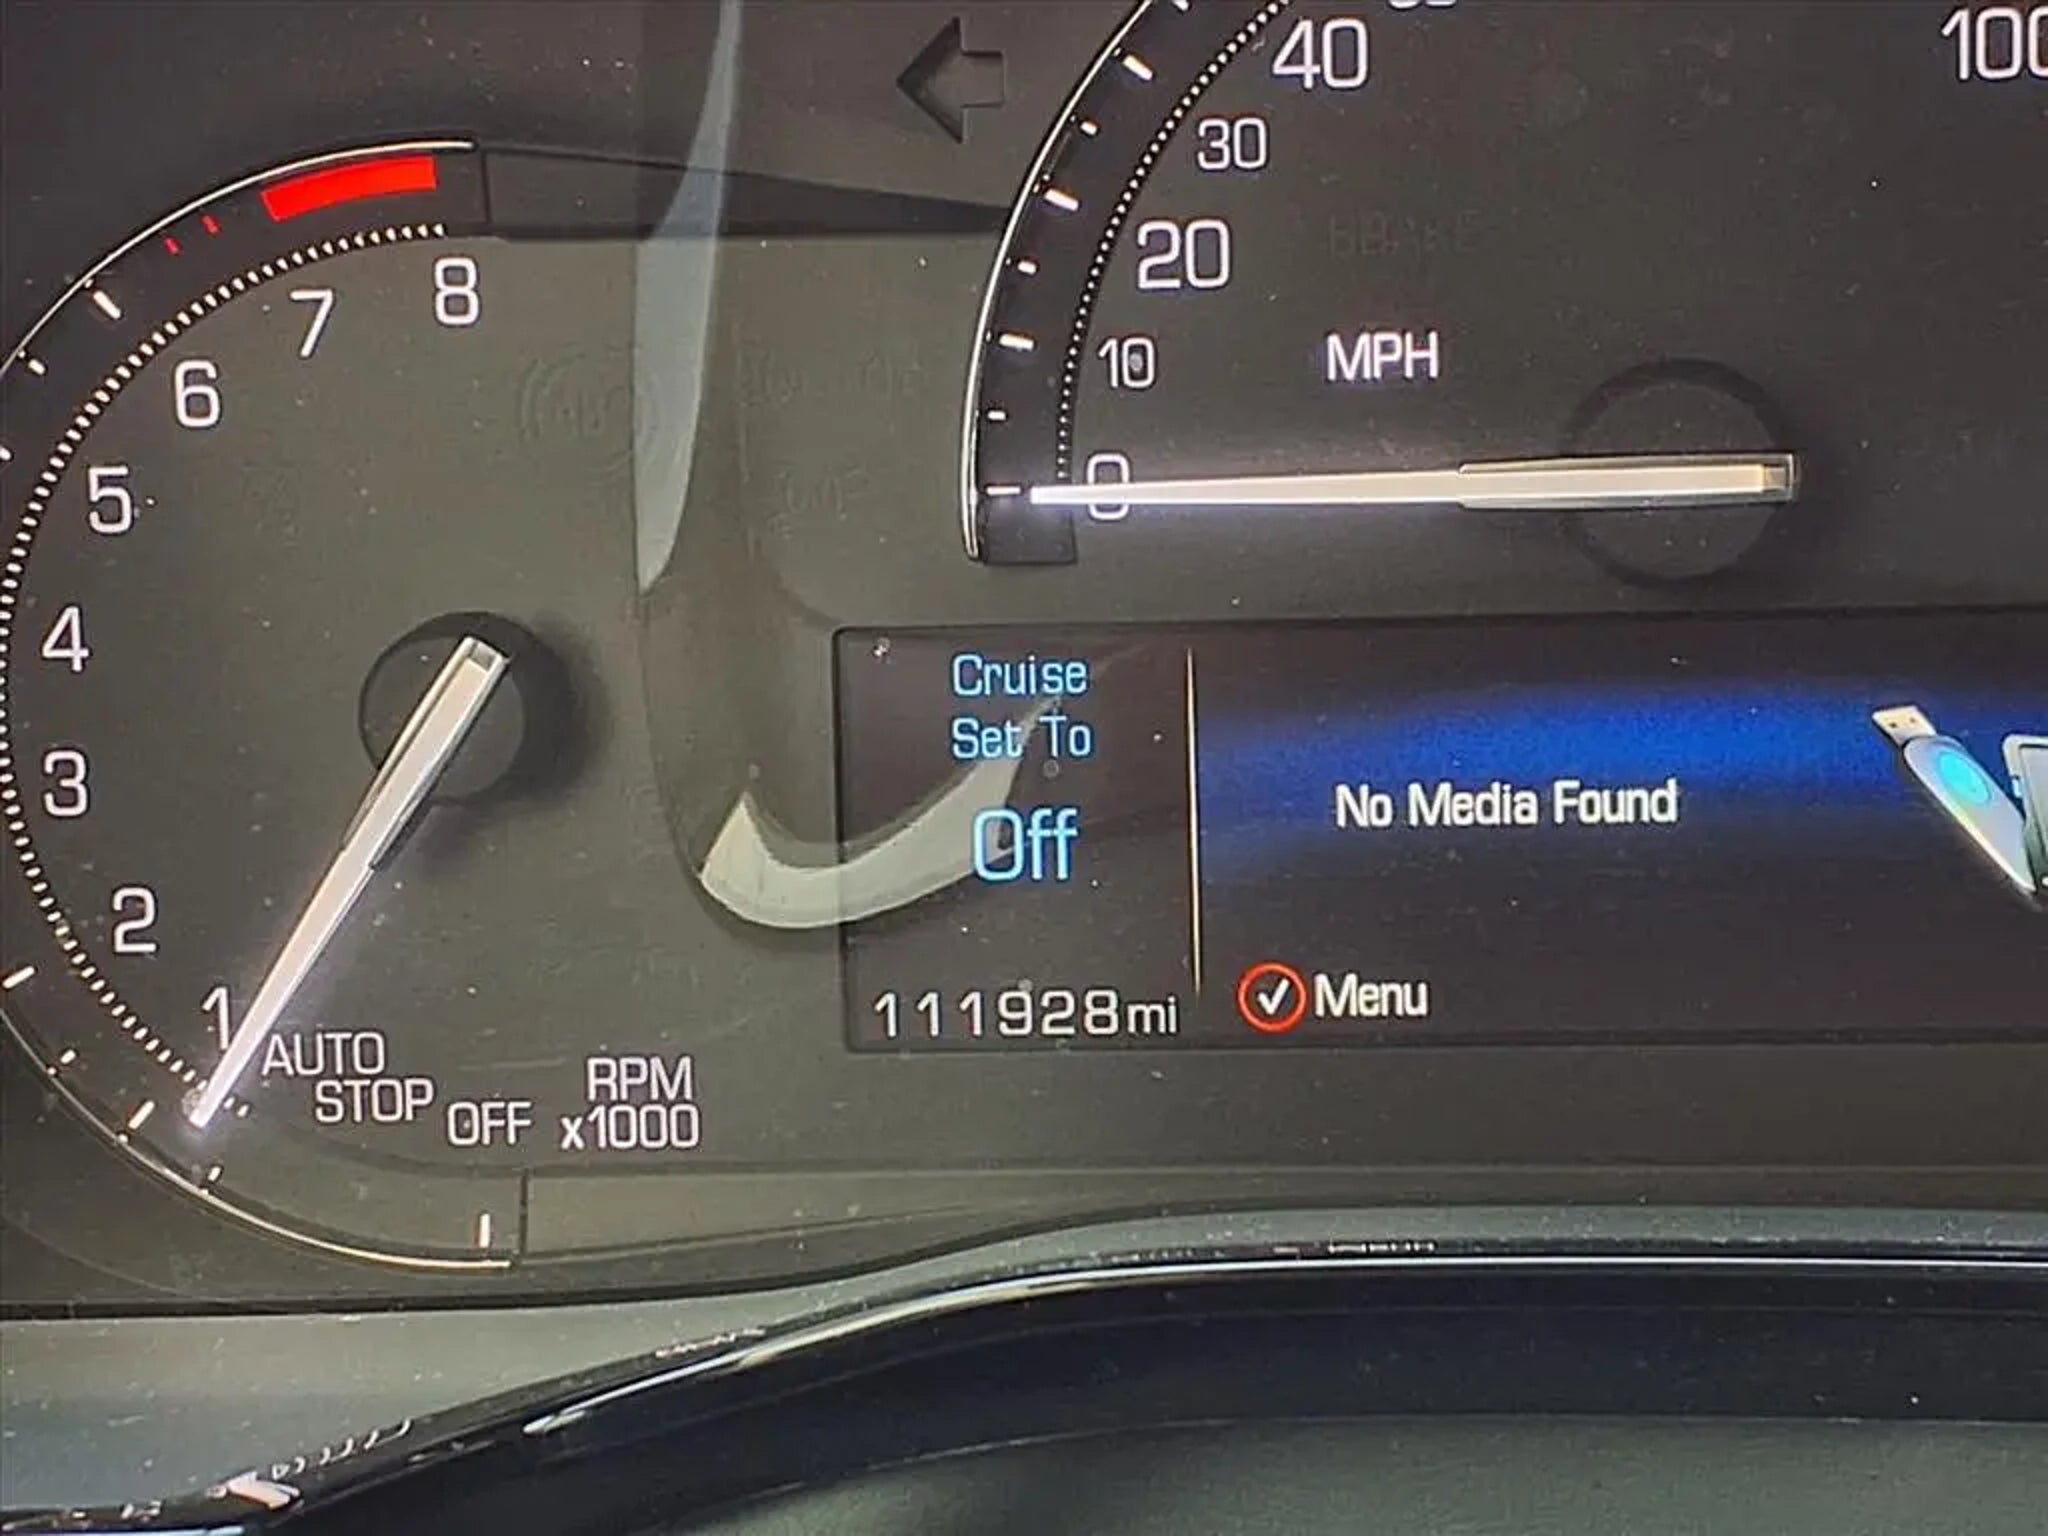 40
100
30
20
10
MPH
0
8
7
6
5
4
3
2
1
AUTO
STOP
OFF
RPM
x1000
Cruise
Set To
Off
111928mi
No Media Found
Menu